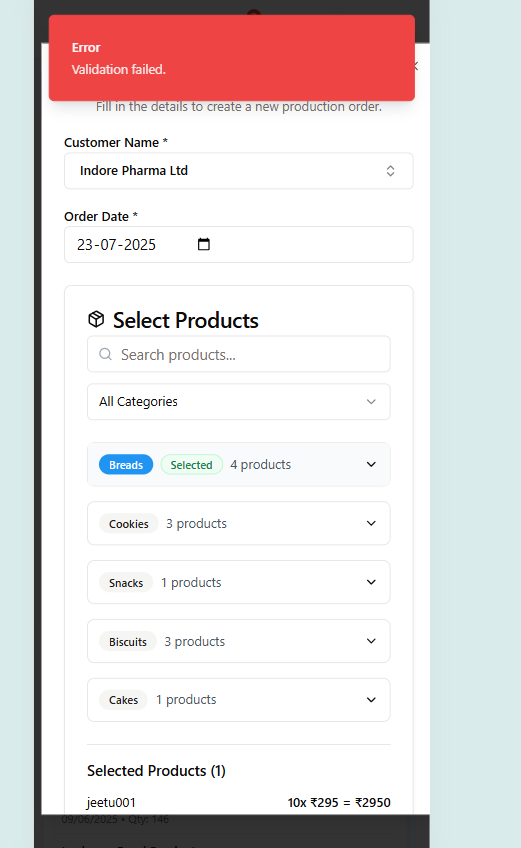 Error
Validation failed.
Fill in the details to create a new production order.
Customer Name *
Indore Pharma Ltd
Order Date *
23-07-2025
Select Products
Search products...
All Categories
Breads Selected 4 products
Cookies 3 products
Snacks 1 products
Biscuits 3 products
Cakes 1 products
Selected Products (1)
jeetu001 10x ₹295 = ₹2950
09/06/2025 • Qty: 146